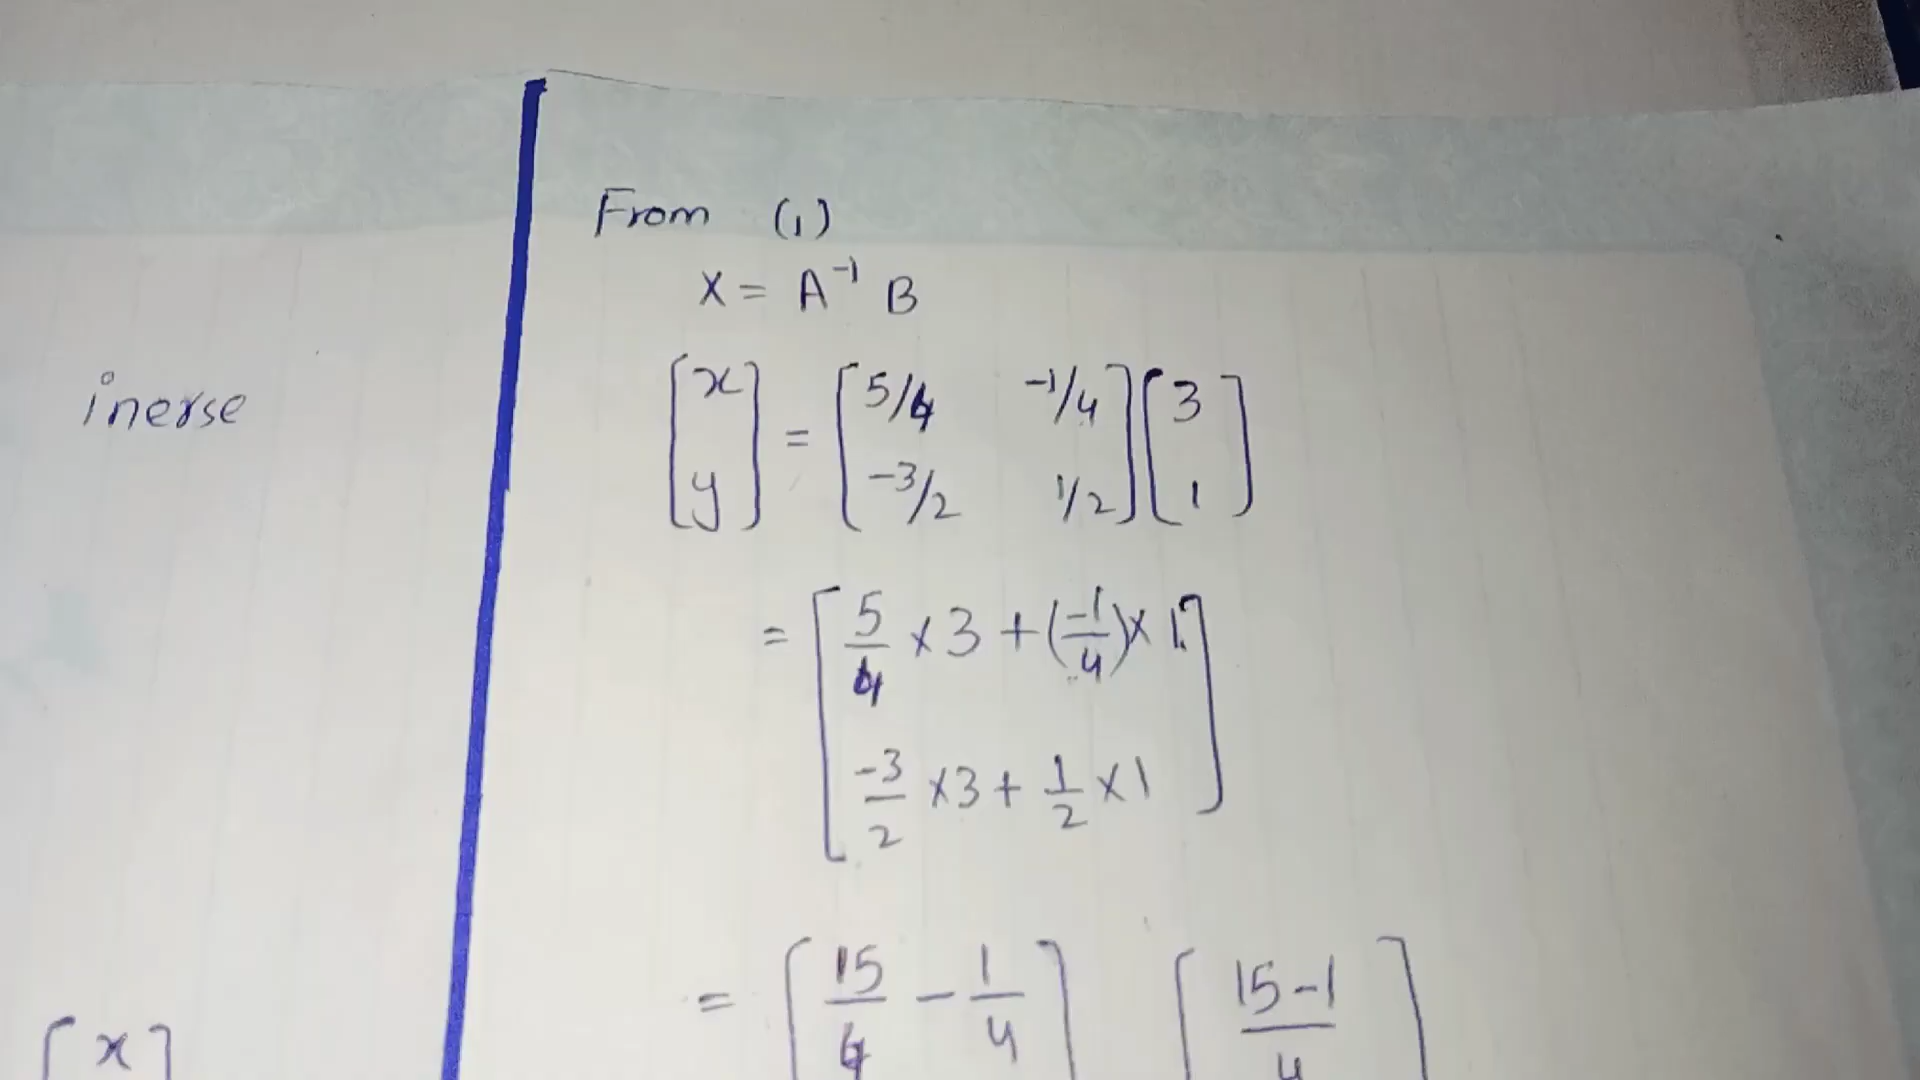 inerse
[x]
From (1)
X = A⁻¹ B
[x y] = [5/4 -1/4 -3/2 1/2] [3 1]
= [5/4 × 3 + (-1/4) × 1
-3/2 × 3 + 1/2 × 1]
= [15/4 - 1/4] [15-1/4]